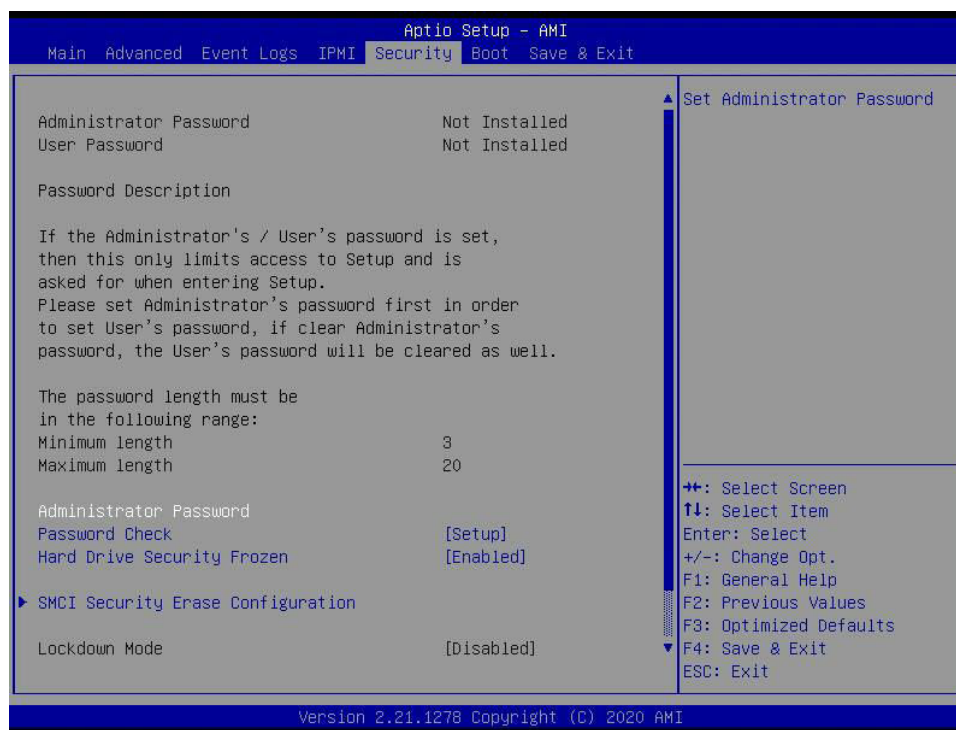 Aptio Setup - AMI
Main Advanced Event Logs IPMI Security Boot Save & Exit
Administrator Password Not Installed
User Password Not Installed
Password Description
If the Administrator's / User's password is set,
then this only limits access to Setup and is
asked for when entering Setup.
Please set Administrator's password first in order
to set User's password, if clear Administrator's
password, the User's password will be cleared as well.
The password length must be
in the following range:
Minimum length 3
Maximum length 20
Administrator Password
Password Check [Setup]
Hard Drive Security Frozen [Enabled]
SMCI Security Erase Configuration
Lockdown Mode [Disabled]
Set Administrator Password
→←: Select Screen
↑↓: Select Item
Enter: Select
+/-: Change Opt.
F1: General Help
F2: Previous Values
F3: Optimized Defaults
F4: Save & Exit
ESC: Exit
Version 2.21.1278 Copyright (C) 2020 AMI